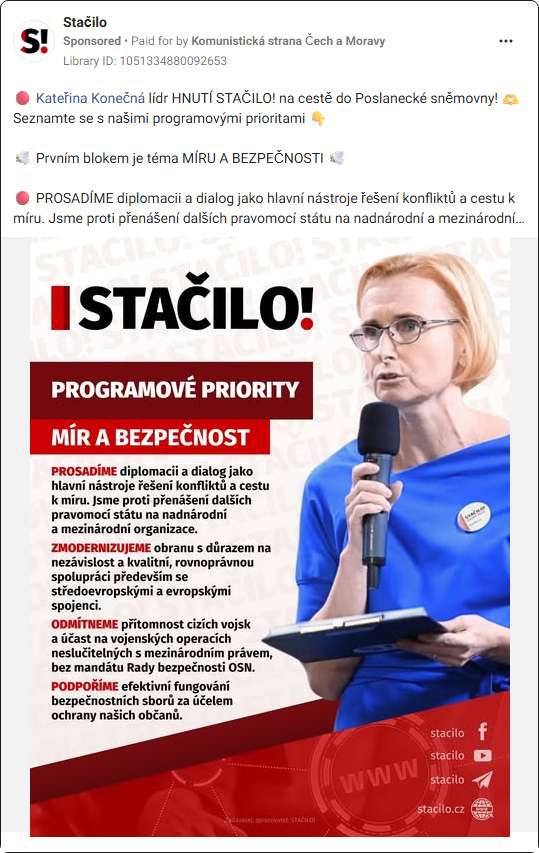 Stačilo
Sponsored • Paid for by Komunistická strana Čech a Moravy
Library ID: 1051334880092653
Kateřina Konečná lídr HNUTÍ STAČILO! na cestě do Poslanecké sněmovny!
Seznamte se s našimi programovými prioritami
Prvním blokem je téma MÍRU A BEZPEČNOSTI
PROSADÍME diplomacii a dialog jako hlavní nástroje řešení konfliktů a cestu k
míru. Jsme proti přenášení dalších pravomocí státu na nadnárodní a mezinárodní...
STAČILO!
PROGRAMOVÉ PRIORITY
MÍR A BEZPEČNOST
PROSADÍME diplomacii a dialog jako
hlavní nástroje řešení konfliktů a cestu
k míru. Jsme proti přenášení dalších
pravomocí státu na nadnárodní
a mezinárodní organizace.
ZMODERNIZUJEME obranu s důrazem na
nezávislost a kvalitní, rovnoprávnou
spolupráci především se
středoevropskými a evropskými
spojenci.
ODMÍTNEME přítomnost cizích vojsk
a účast na vojenských operacích
neslučitelných s mezinárodním právem,
bez mandátu Rady bezpečnosti OSN.
PODPOŘÍME efektivní fungování
bezpečnostních sborů za účelem
ochrany našich občanů.
STAČILO!
stacilo
stacilo
stacilo
stacilo.cz
WWW
Zadavatel, zpracovatel: STAČILO!